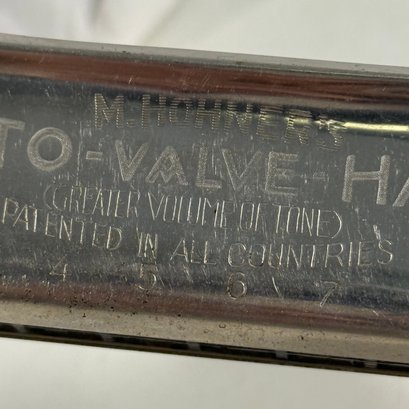 M. HOHNER'S
TO-VALVE-HA
(GREATER VOLUME OF TONE)
PATENTED IN ALL COUNTRIES
4 5 6 7